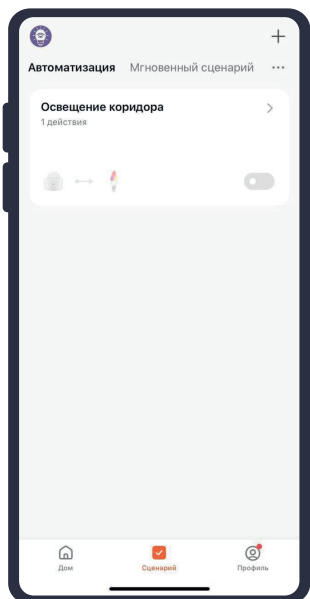 Автоматизация Мгновенный сценарий ...
Освещение коридора
1 действия
Дом Сценарий Профиль